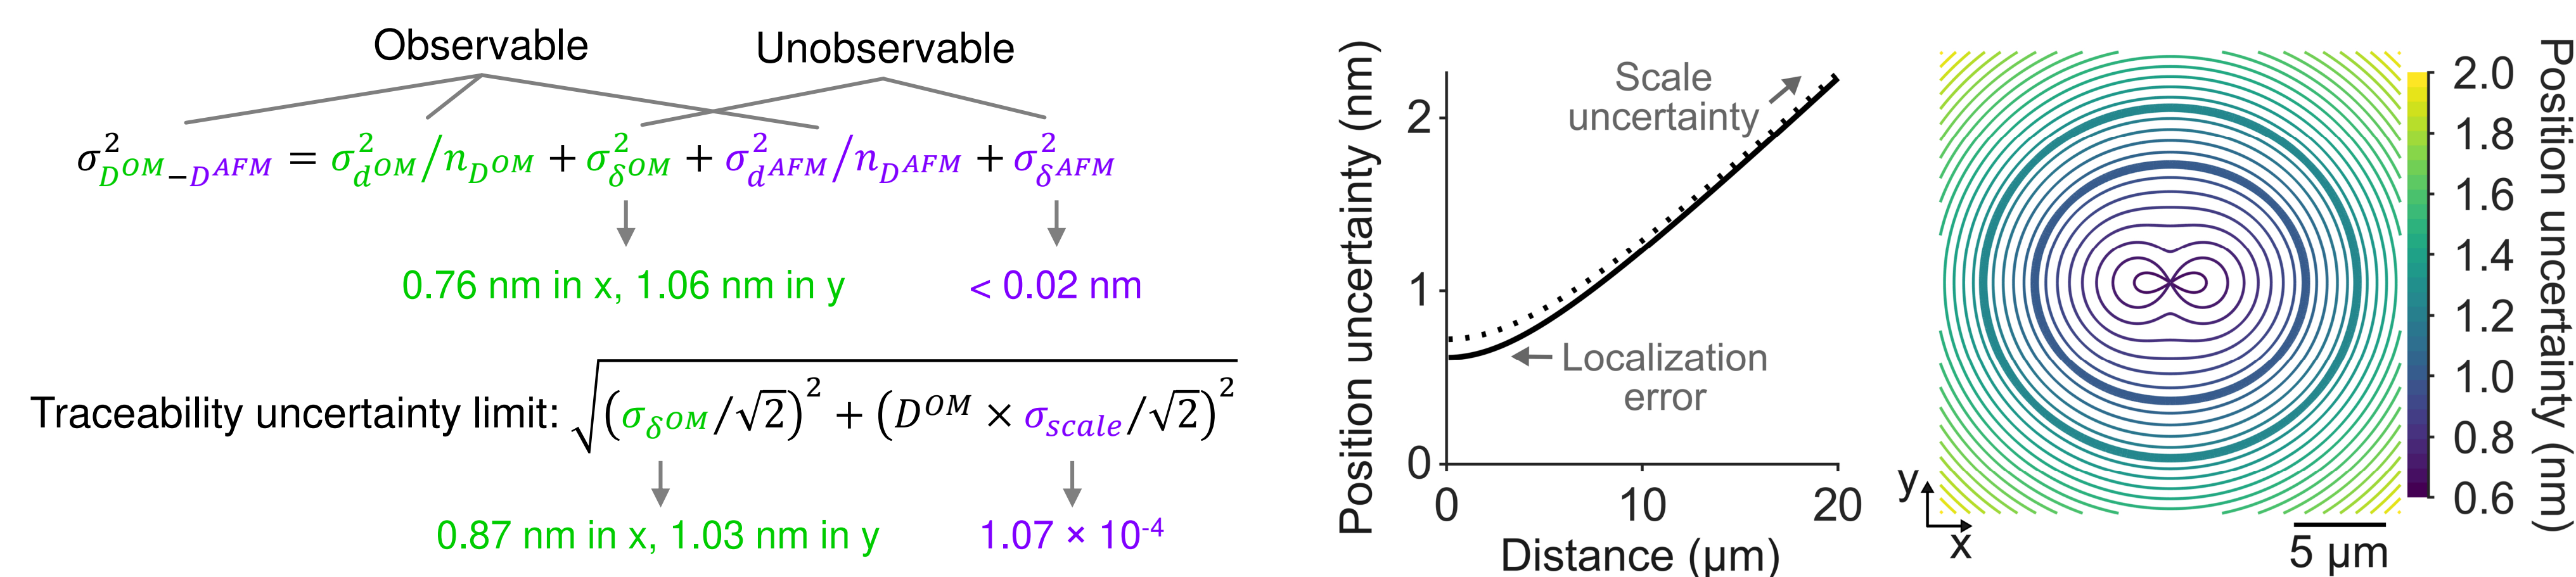 Observable Unobservable
σ²_{D^{OM}−D^{AFM}} = σ²_{d^{OM}}/n_{D^{OM}} + σ²_{δ^{OM}} + σ²_{d^{AFM}}/n_{D^{AFM}} + σ²_{δ^{AFM}}
0.76 nm in x, 1.06 nm in y < 0.02 nm
Traceability uncertainty limit: √((σ_{δ^{OM}}/√2)² + (D^{OM} × σ_{scale}/√2)²)
0.87 nm in x, 1.03 nm in y 1.07 × 10⁻⁴
Position uncertainty (nm)
2
1
0
Scale
uncertainty
Localization
error
0 10 20
Distance (µm)
y
x
5 µm
2.0
1.8
1.6
1.4
1.2
1.0
0.8
0.6
Position uncertainty (nm)